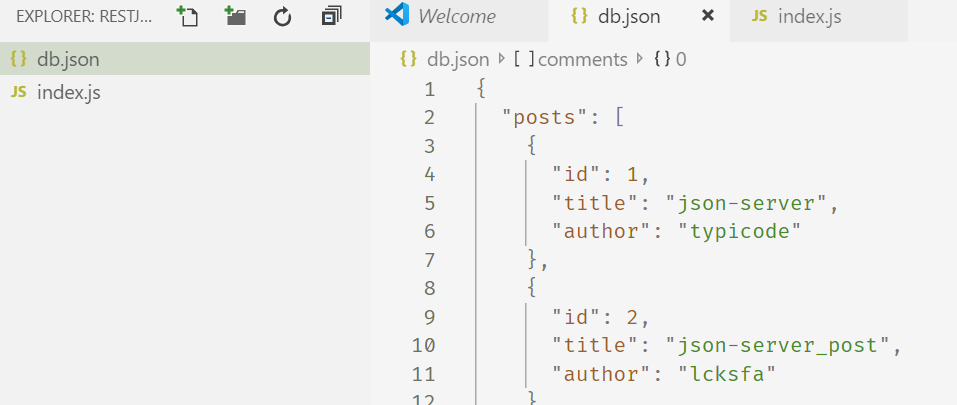 EXPLORER: RESTJ...
{ } db.json
JS index.js
Welcome
{ } db.json ×
JS index.js
{ } db.json [ ] comments { } 0
1 {
2 "posts": [
3 {
4 "id": 1,
5 "title": "json-server",
6 "author": "typicode"
7 },
8 {
9 "id": 2,
10 "title": "json-server_post",
11 "author": "lcksfa"
12 }